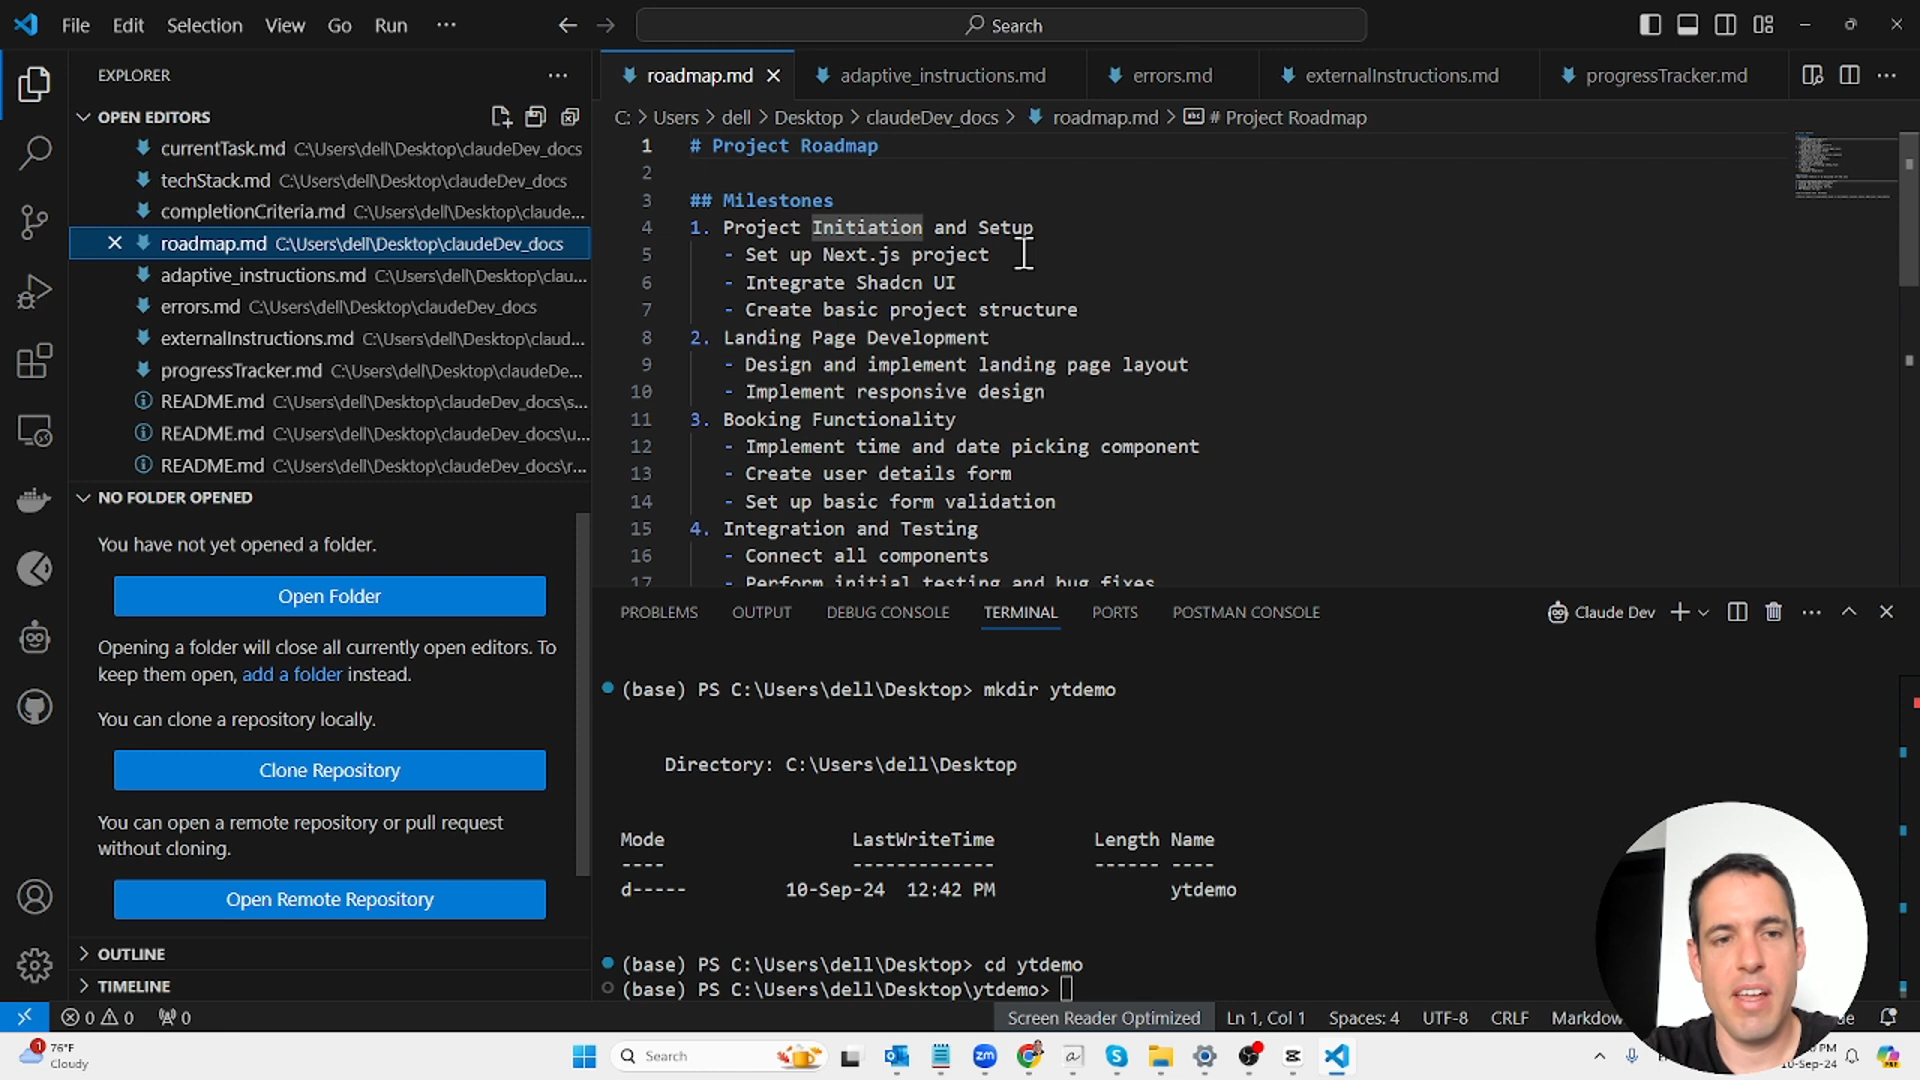 File Edit Selection View Go Run ··· Search
EXPLORER ···
OPEN EDITORS
currentTask.md C:\Users\dell\Desktop\claudeDev_docs
techStack.md C:\Users\dell\Desktop\claudeDev_docs
completionCriteria.md C:\Users\dell\Desktop\claude...
roadmap.md C:\Users\dell\Desktop\claudeDev_docs
adaptive_instructions.md C:\Users\dell\Desktop\clau...
errors.md C:\Users\dell\Desktop\claudeDev_docs
externalInstructions.md C:\Users\dell\Desktop\claud...
progressTracker.md C:\Users\dell\Desktop\claudeDe...
README.md C:\Users\dell\Desktop\claudeDev_docs\s...
README.md C:\Users\dell\Desktop\claudeDev_docs\u...
README.md C:\Users\dell\Desktop\claudeDev_docs\r...
NO FOLDER OPENED
You have not yet opened a folder.
Open Folder
Opening a folder will close all currently open editors. To
keep them open, add a folder instead.
You can clone a repository locally.
Clone Repository
You can open a remote repository or pull request
without cloning.
Open Remote Repository
OUTLINE
TIMELINE
roadmap.md adaptive_instructions.md errors.md externalInstructions.md progressTracker.md ···
C: > Users > dell > Desktop > claudeDev_docs > roadmap.md > abc # Project Roadmap
1 # Project Roadmap
2
3 ## Milestones
4 1. Project Initiation and Setup
5 - Set up Next.js project
6 - Integrate Shadcn UI
7 - Create basic project structure
8 2. Landing Page Development
9 - Design and implement landing page layout
10 - Implement responsive design
11 3. Booking Functionality
12 - Implement time and date picking component
13 - Create user details form
14 - Set up basic form validation
15 4. Integration and Testing
16 - Connect all components
17 - Perform initial testing and bug fixes
PROBLEMS OUTPUT DEBUG CONSOLE TERMINAL PORTS POSTMAN CONSOLE Claude Dev ···
(base) PS C:\Users\dell\Desktop> mkdir ytdemo
Directory: C:\Users\dell\Desktop
Mode LastWriteTime Length Name
---- ------------- ------ ----
d----- 10-Sep-24 12:42 PM ytdemo
(base) PS C:\Users\dell\Desktop> cd ytdemo
(base) PS C:\Users\dell\Desktop\ytdemo>
0 0 0 Screen Reader Optimized Ln 1, Col 1 Spaces: 4 UTF-8 CRLF
1 76°F
Cloudy
Search
zm
PM
10-Sep-24